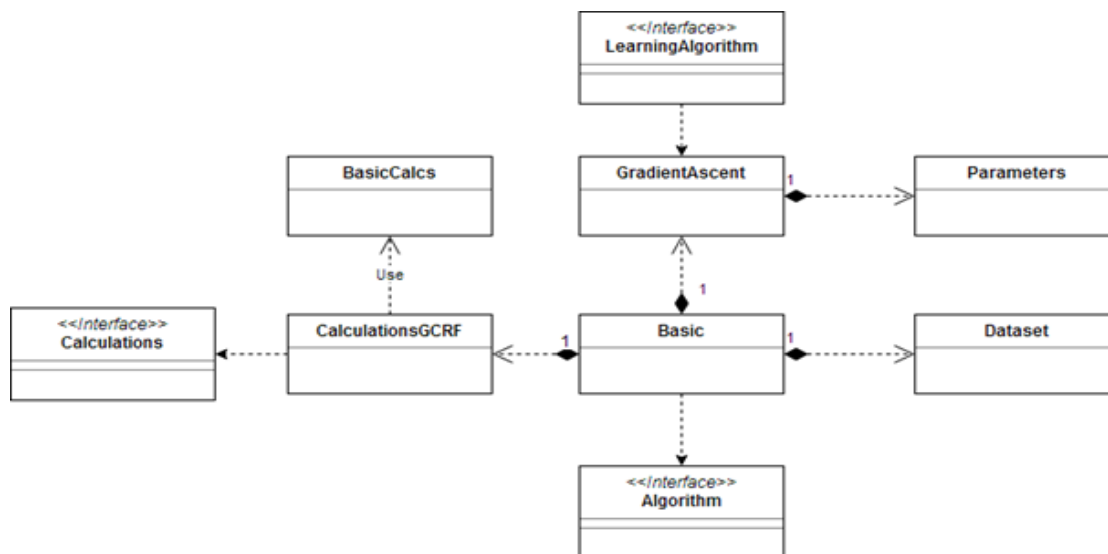 <<Interface>>
LearningAlgorithm
BasicCalcs
GradientAscent
1
Parameters
Use
1
<<Interface>>
Calculations
CalculationsGCRF
1
Basic
1
Dataset
<<Interface>>
Algorithm